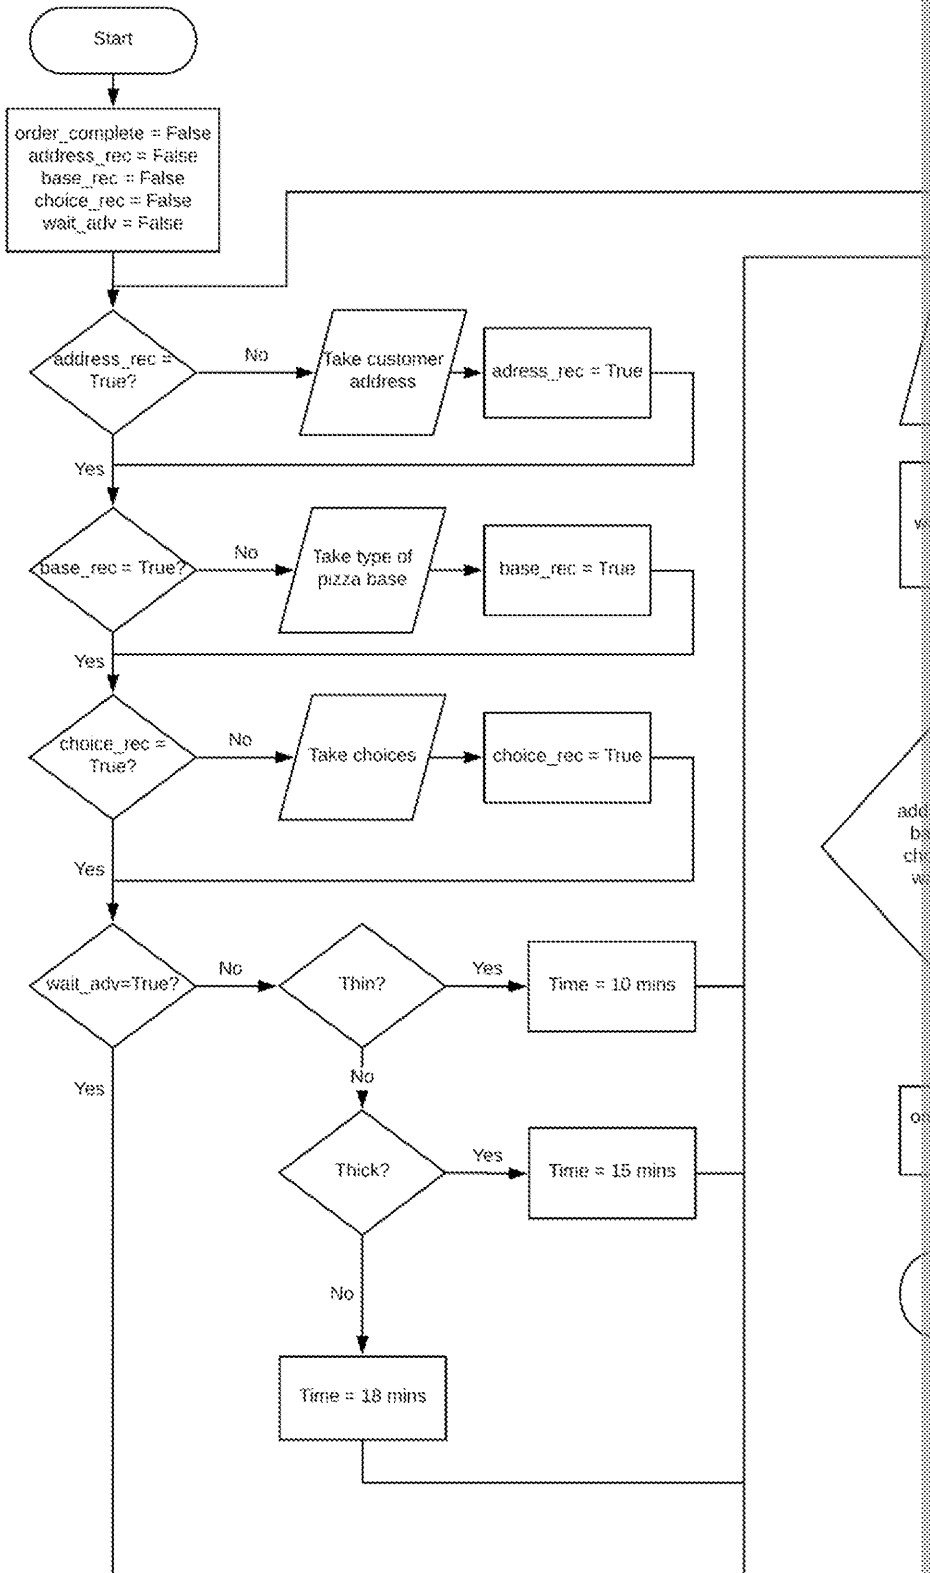 Start
order_complete = False
address_rec = False
base_rec = False
choice_rec = False
wait_adv = False
address_rec =
True?
No
Take customer
address
adress_rec = True
Yes
base_rec = True?
No
Take type of
pizza base
base_rec = True
Yes
choice_rec =
True?
No
Take choices
choice_rec = True
Yes
wait_adv=True?
No
Thin?
Yes
Time = 10 mins
Yes
No
Thick?
Yes
Time = 15 mins
No
Time = 18 mins